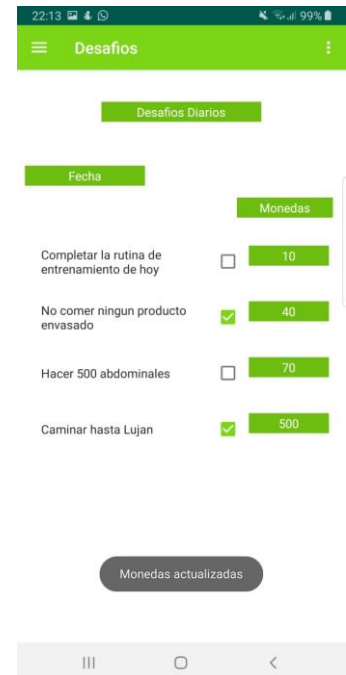 22:13
99%
Desafios
Desafios Diarios
Fecha
Monedas
Completar la rutina de
entrenamiento de hoy
10
No comer ningun producto
envasado
40
Hacer 500 abdominales
70
Caminar hasta Lujan
500
Monedas actualizadas